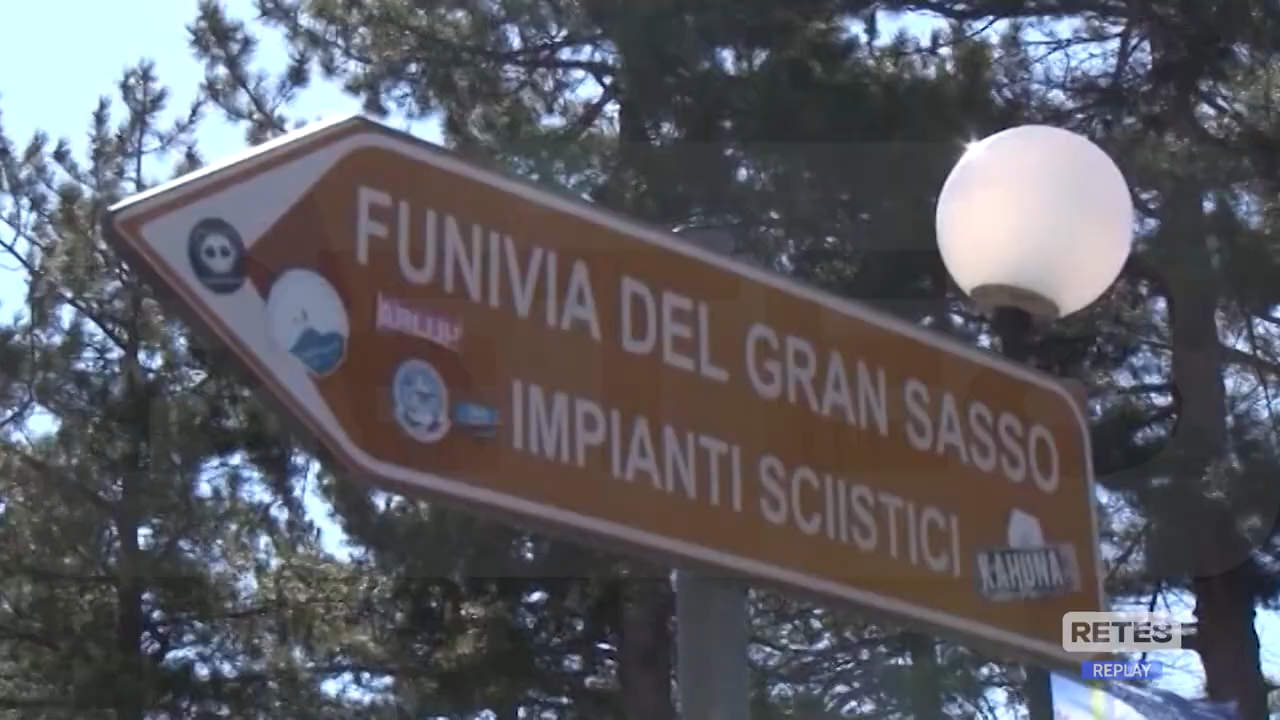 FUNIVIA DEL GRAN SASSO
IMPIANTI SCIISTICI
KAHUNA
RETE8
REPLAY